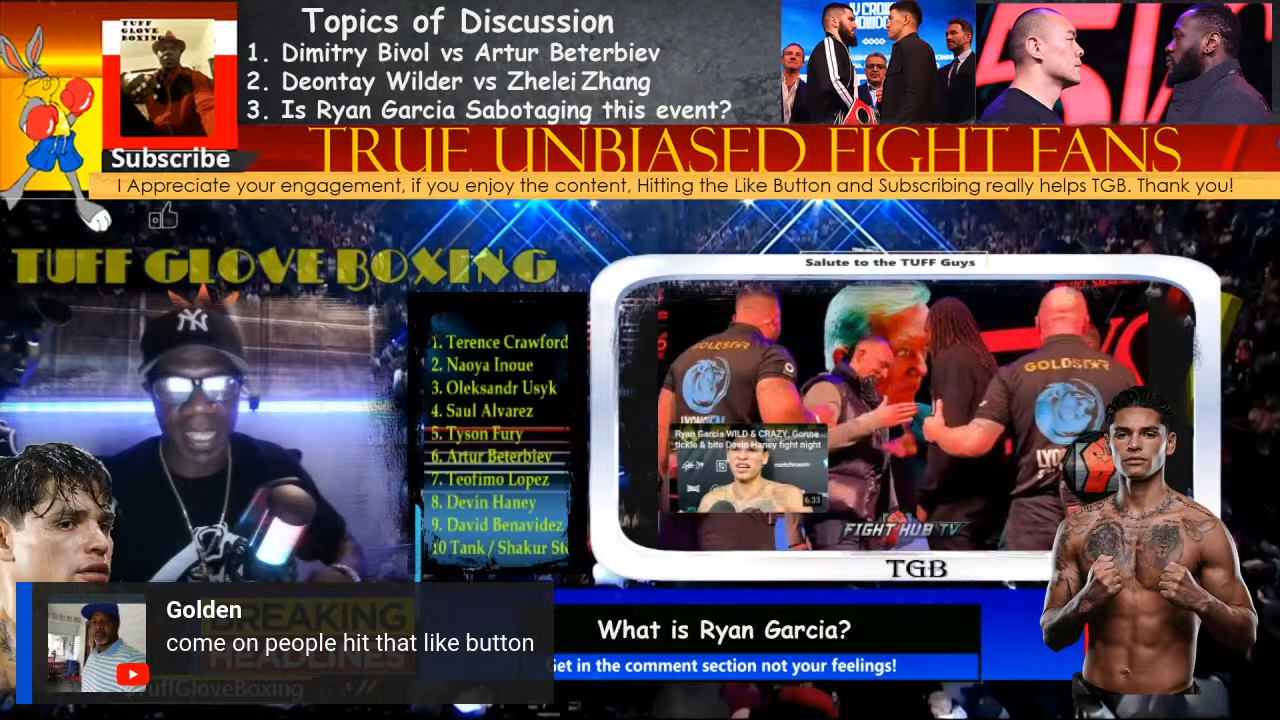 TUFF
GLOVE
BOXING
Topics of Discussion
1. Dimitry Bivol vs Artur Beterbiev
2. Deontay Wilder vs Zhelei Zhang
3. Is Ryan Garcia Sabotaging this event?
Subscribe
TRUE UNBIASED FIGHT FANS
I Appreciate your engagement, if you enjoy the content, Hitting the Like Button and Subscribing really helps TGB. Thank you!
TUFF GLOVE BOXING
Salute to the TUFF Guys
NY
1. Terence Crawford
2. Naoya Inoue
3. Oleksandr Usyk
4. Saul Alvarez
5. Tyson Fury
6. Artur Beterbiev
7. Teofimo Lopez
8. Devin Haney
9. David Benavidez
10 Tank / Shakur Ste
GOLDSTAR
GOLDSTAR
Ryan Garcia WILD & CRAZY; Gonna
tickle & bite Devin Haney fight night
matchroom
6:33
FIGHT HUB TV
TGB
Golden
come on people hit that like button
BREAKING
HEADLINES
TuffGloveBoxing
What is Ryan Garcia?
Get in the comment section not your feelings!